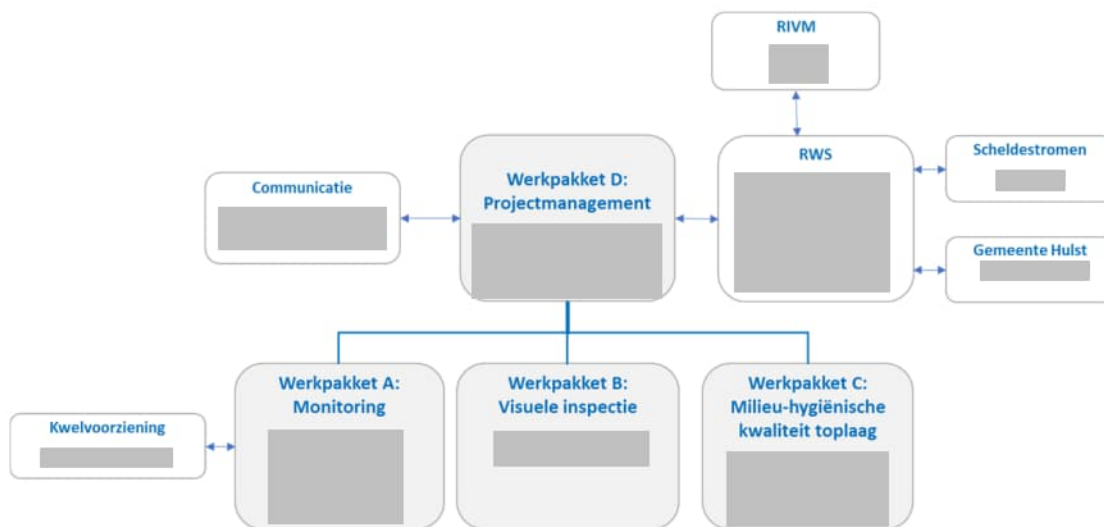 RIVM
RWS
Scheldestromen
Gemeente Hulst
Werkpakket D:
Projectmanagement
Communicatie
Werkpakket A:
Monitoring
Werkpakket B:
Visuele inspectie
Werkpakket C:
Milieu-hygiënische
kwaliteit toplaag
Kwelvoorziening